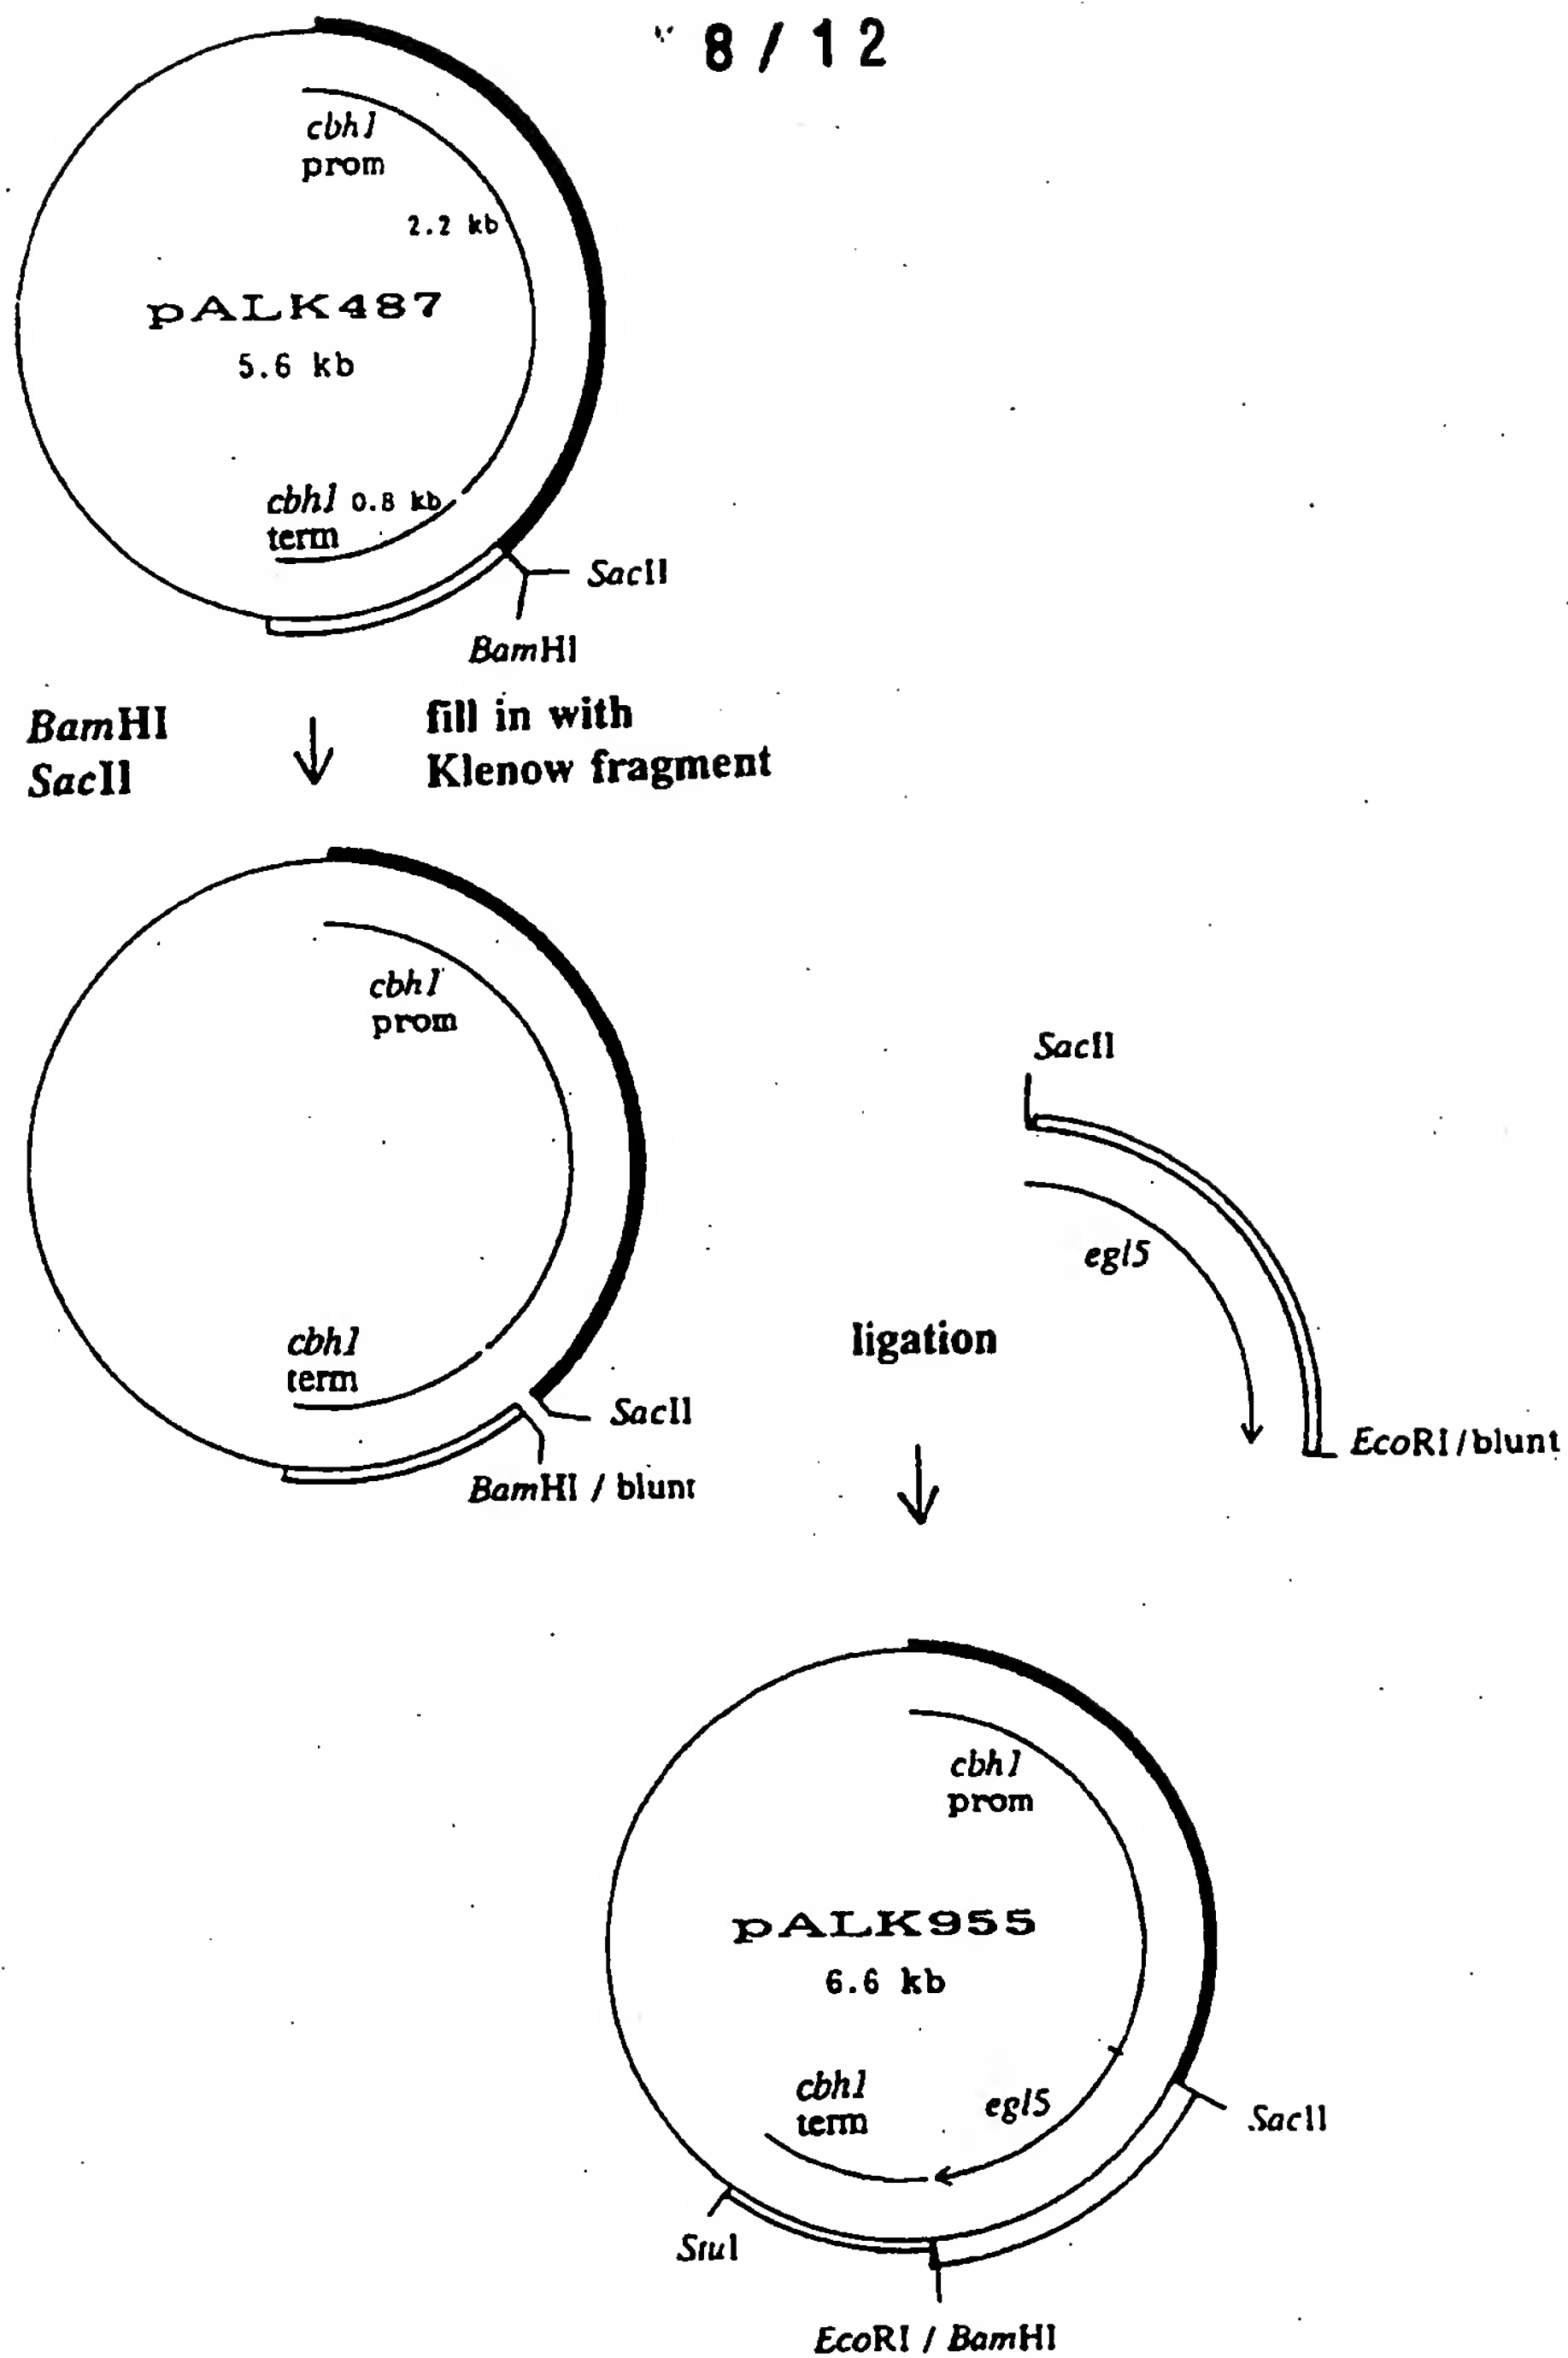 8 / 12
cbh1
prom
2.2 kb
pALK487
5.6 kb
cbh1 0.8 kb
term
SacII
BamHI
BamHI
SacII
fill in with
Klenow fragment
cbh1
prom
SacII
egl5
cbh1
term
ligation
SacII
EcoRI/blunt
BamHI / blunt
cbh1
prom
pALK955
6.6 kb
cbh1
term
egl5
SacII
StuI
EcoRI / BamHI